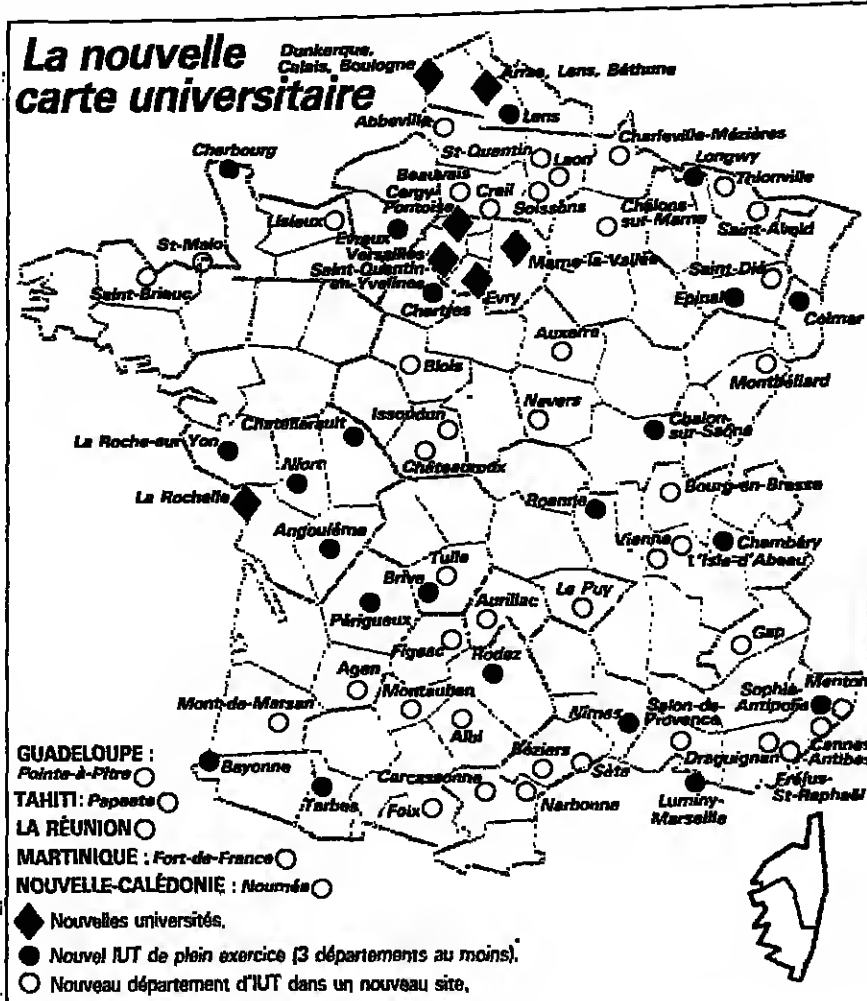 La nouvelle
carte universitaire
Dunkerque,
Calais, Boulogne
Arras, Lens, Béthune
Lens
Abbeville
Cherbourg
St-Quentin
Laon
Charleville-Mézières
Longwy
Thionville
Beauvais
Creil
Cergy-
Pontoise
Soissons
Châlons-
sur-Marne
Saint-Avold
Lisieux
Evreux
Versailles
Saint-Quentin-
en-Yvelines
Marne-la-Vallée
St-Malo
Saint-Brieuc
Saint-Dié
Evry
Chartres
Epinal
Colmar
Auxerre
Blois
Montbéliard
Nevers
Issoudun
Chatellerault
Chalon-
sur-Saône
La Roche-sur-Yon
Niort
Châteauroux
Bourg-en-Bresse
La Rochelle
Roanne
Angoulême
Vienne
Chambéry
L'Isle-d'Abeau
Tulle
Brive
Périgueux
Aurillac
Le Puy
Figeac
Rodez
Gap
Agen
Montauban
Mont-de-Marsan
Albi
Nîmes
Salon-de-
Provence
Sophia-
Antipolis
Menton
Béziers
Sète
Draguignan
Cannes-
Antibes
Bayonne
Carcassonne
Tarbes
Foix
Narbonne
Luminy-
Marseille
Fréjus-
St-Raphaël
GUADELOUPE :
Pointe-à-Pitre
TAHITI : Papeete
LA RÉUNION
MARTINIQUE : Fort-de-France
NOUVELLE-CALÉDONIE : Nouméa
Nouvelles universités.
Nouvel IUT de plein exercice (3 départements au moins).
Nouveau département d'IUT dans un nouveau site.